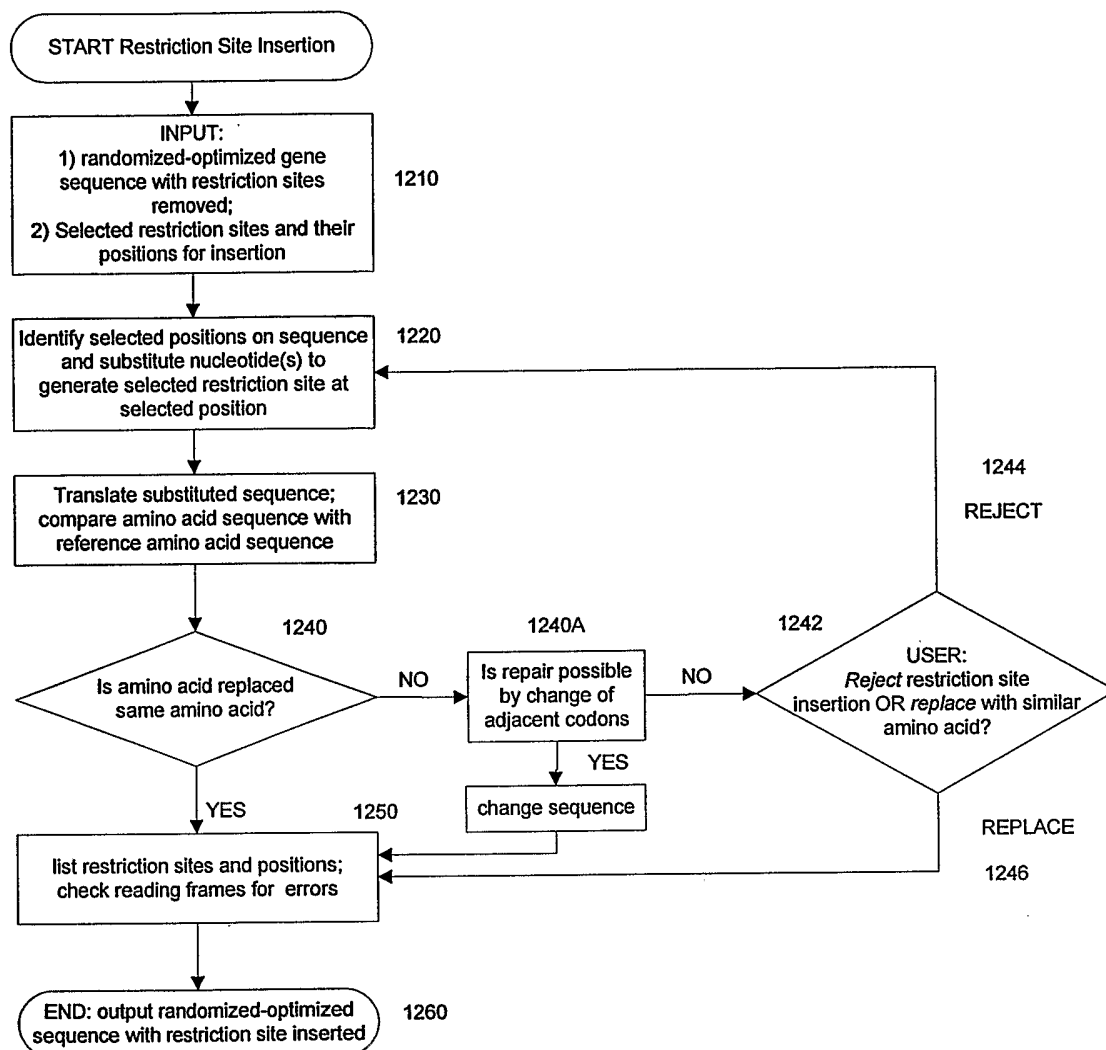 START Restriction Site Insertion
INPUT:
1) randomized-optimized gene
sequence with restriction sites
removed;
2) Selected restriction sites and their
positions for insertion
1210
Identify selected positions on sequence
and substitute nucleotide(s) to
generate selected restriction site at
selected position
1220
Translate substituted sequence;
compare amino acid sequence with
reference amino acid sequence
1230
1244
REJECT
1240
Is amino acid replaced
same amino acid?
NO
1240A
Is repair possible
by change of
adjacent codons
NO
1242
USER:
Reject restriction site
insertion OR replace with similar
amino acid?
YES
change sequence
YES
1250
list restriction sites and positions;
check reading frames for errors
REPLACE
1246
END: output randomized-optimized
sequence with restriction site inserted
1260